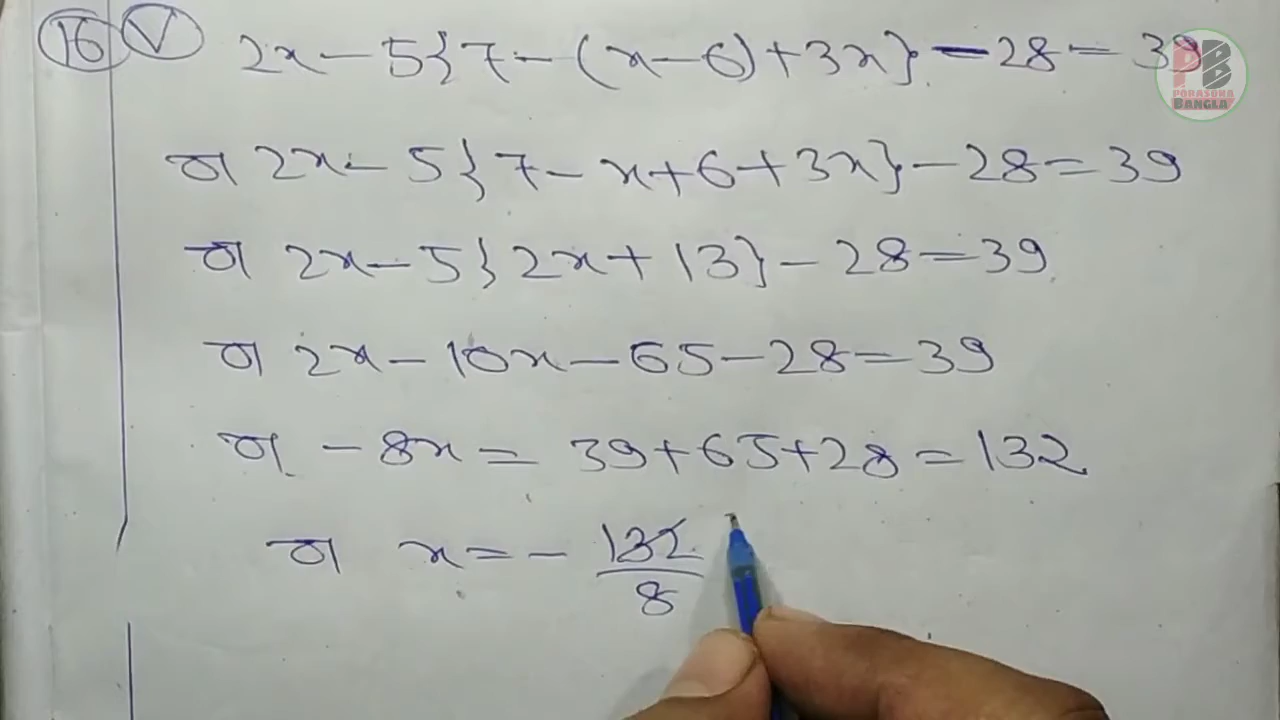 16 V 2x - 5{7 - (x - 6) + 3x} - 28 = 39
PB
PORASONA
BANGLA
বা 2x - 5{7 - x + 6 + 3x} - 28 = 39
বা 2x - 5{2x + 13} - 28 = 39
বা 2x - 10x - 65 - 28 = 39
বা, - 8x = 39 + 65 + 28 = 132
বা x = - 132/8